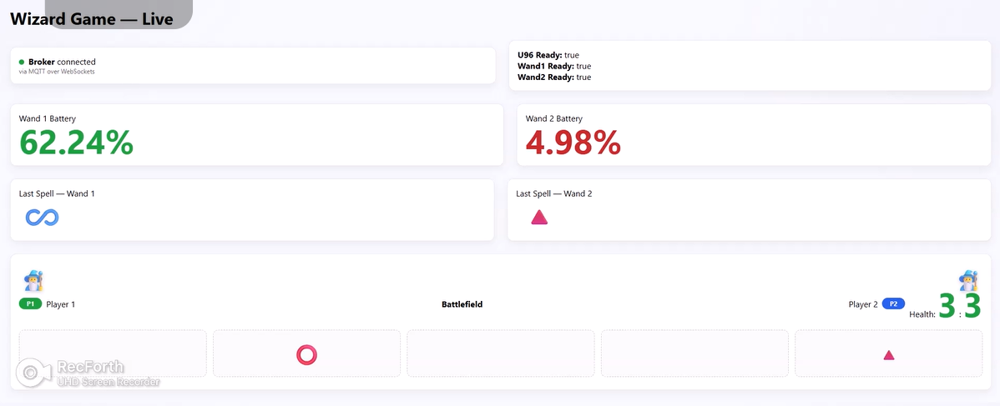 Wizard Game — Live
Broker connected
via MQTT over WebSockets
U96 Ready: true
Wand1 Ready: true
Wand2 Ready: true
Wand 1 Battery
62.24%
Wand 2 Battery
4.98%
Last Spell — Wand 1
Last Spell — Wand 2
P1 Player 1
Battlefield
Player 2 P2
Health: 3 : 3
RecForth
UHD Screen Recorder